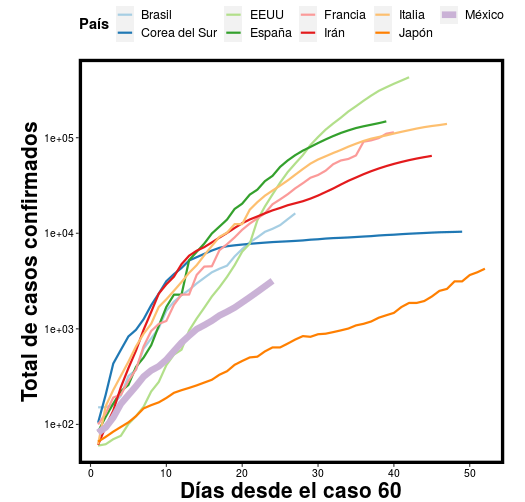 País
Brasil
EEUU
Francia
Italia
México
Corea del Sur
España
Irán
Japón
Total de casos confirmados
1e+05
1e+04
1e+03
1e+02
0
10
20
30
40
50
Días desde el caso 60